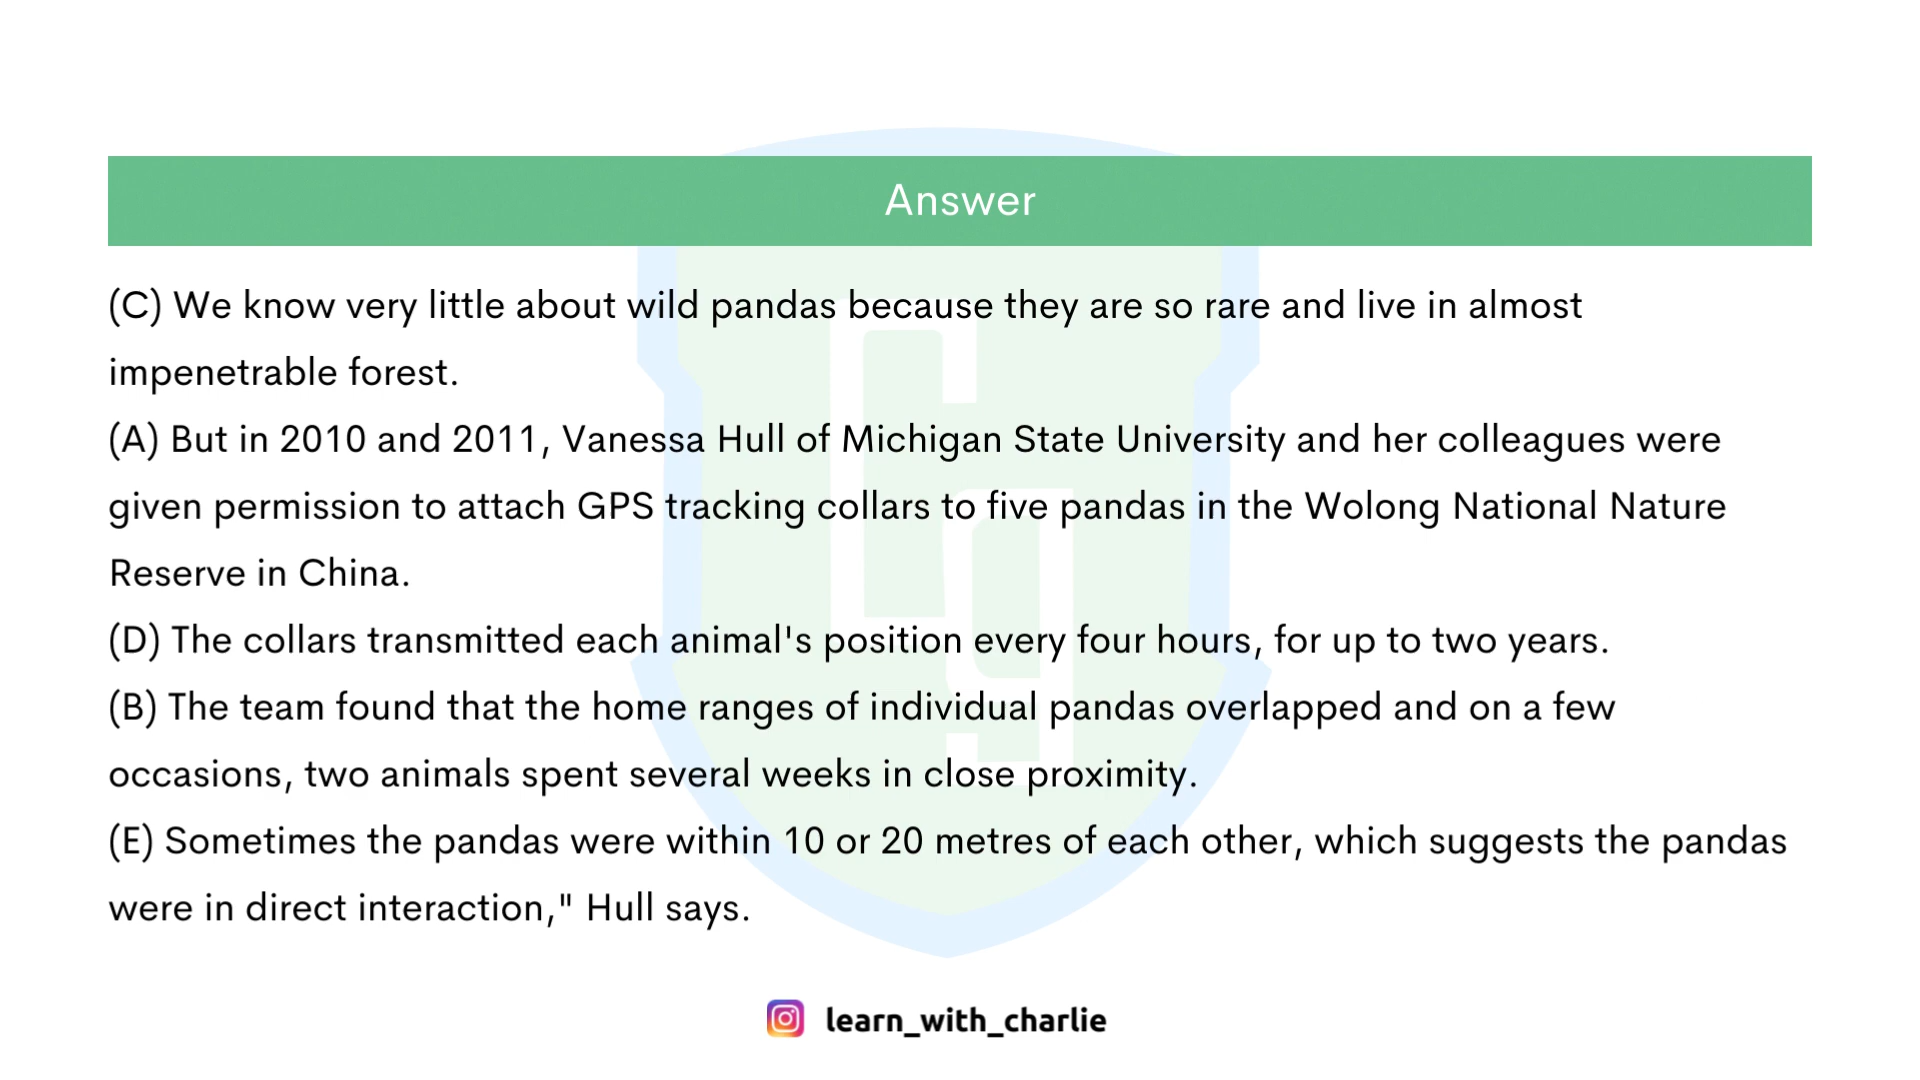 Answer
(C) We know very little about wild pandas because they are so rare and live in almost
impenetrable forest.
(A) But in 2010 and 2011, Vanessa Hull of Michigan State University and her colleagues were
given permission to attach GPS tracking collars to five pandas in the Wolong National Nature
Reserve in China.
(D) The collars transmitted each animal's position every four hours, for up to two years.
(B) The team found that the home ranges of individual pandas overlapped and on a few
occasions, two animals spent several weeks in close proximity.
(E) Sometimes the pandas were within 10 or 20 metres of each other, which suggests the pandas
were in direct interaction," Hull says.
learn_with_charlie